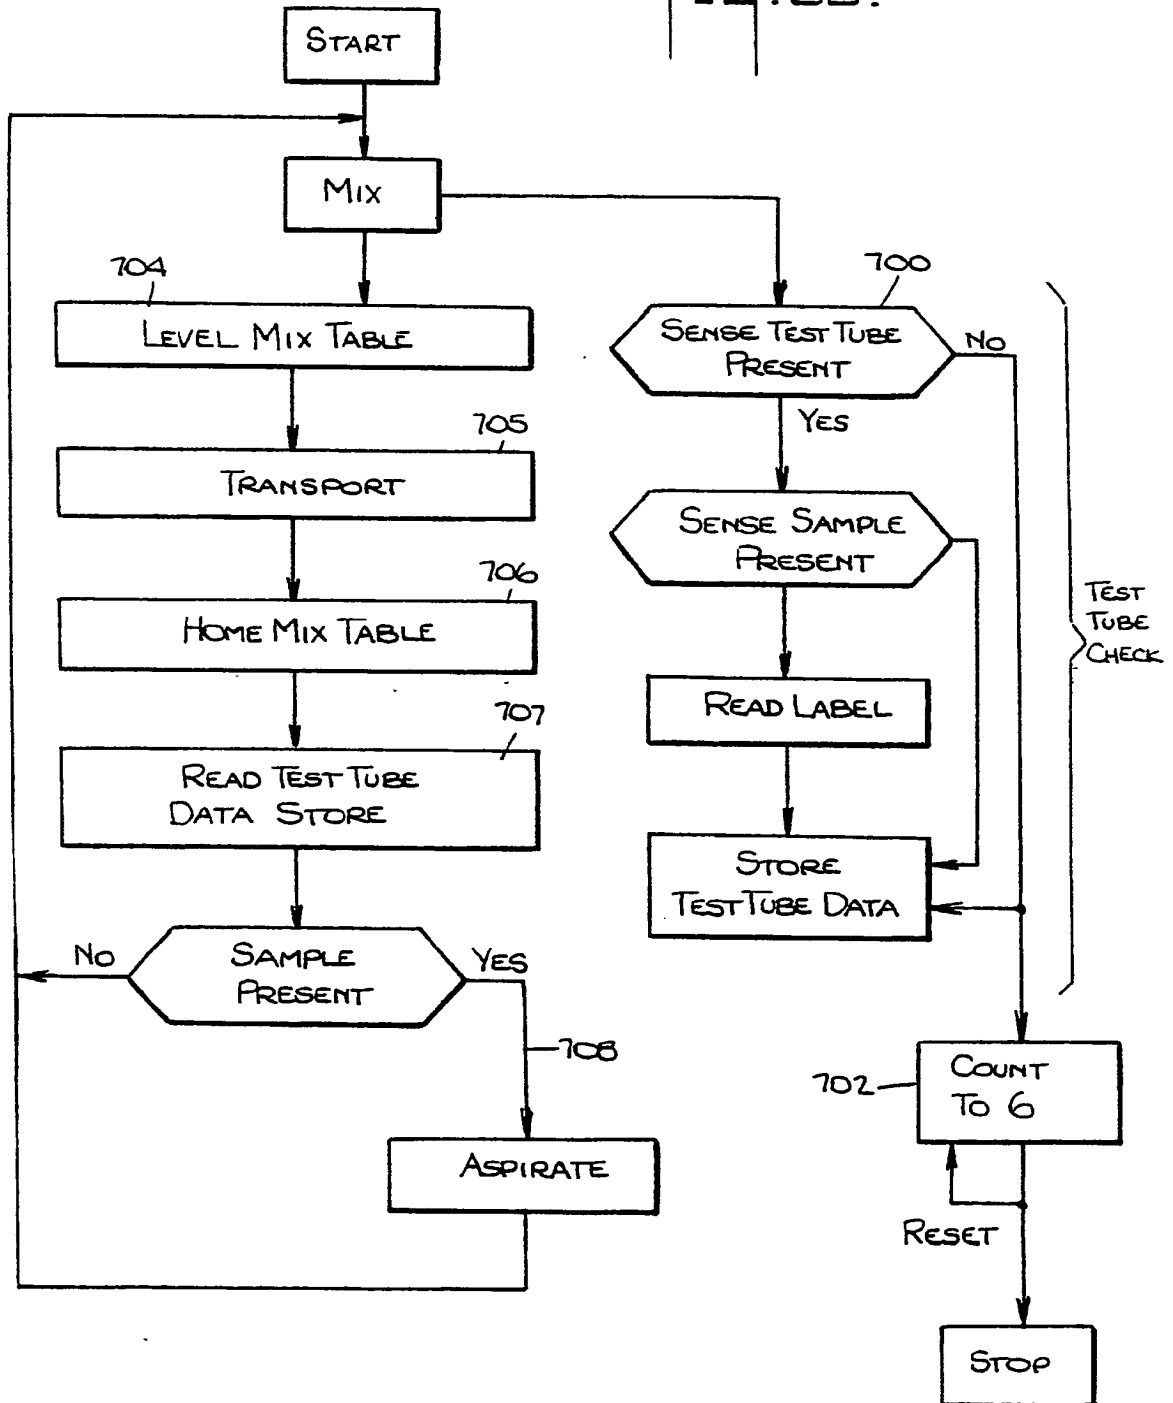 START
MIX
704
LEVEL MIX TABLE
705
TRANSPORT
706
HOME MIX TABLE
707
READ TEST TUBE
DATA STORE
NO
SAMPLE
PRESENT
YES
708
ASPIRATE
700
SENSE TEST TUBE
PRESENT
NO
YES
SENSE SAMPLE
PRESENT
READ LABEL
STORE
TEST TUBE DATA
TEST
TUBE
CHECK
702
COUNT
TO 6
RESET
STOP